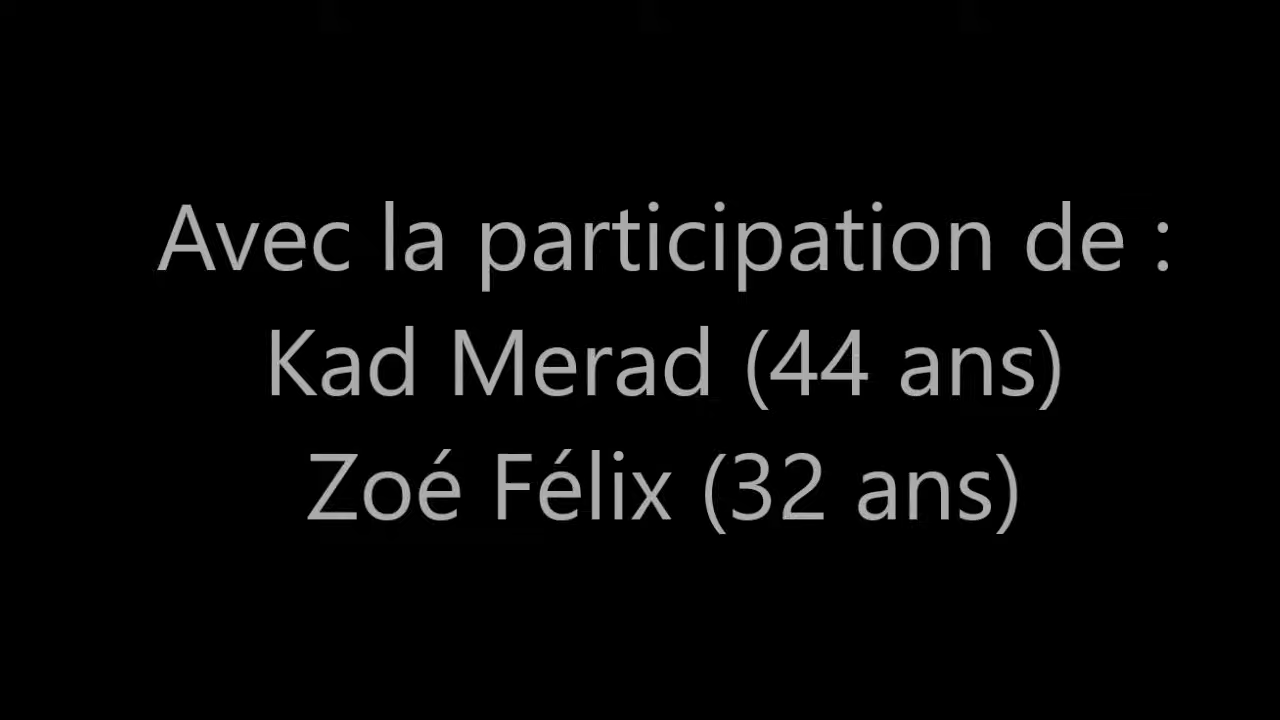 Avec la participation de :
Kad Merad (44 ans)
Zoé Félix (32 ans)